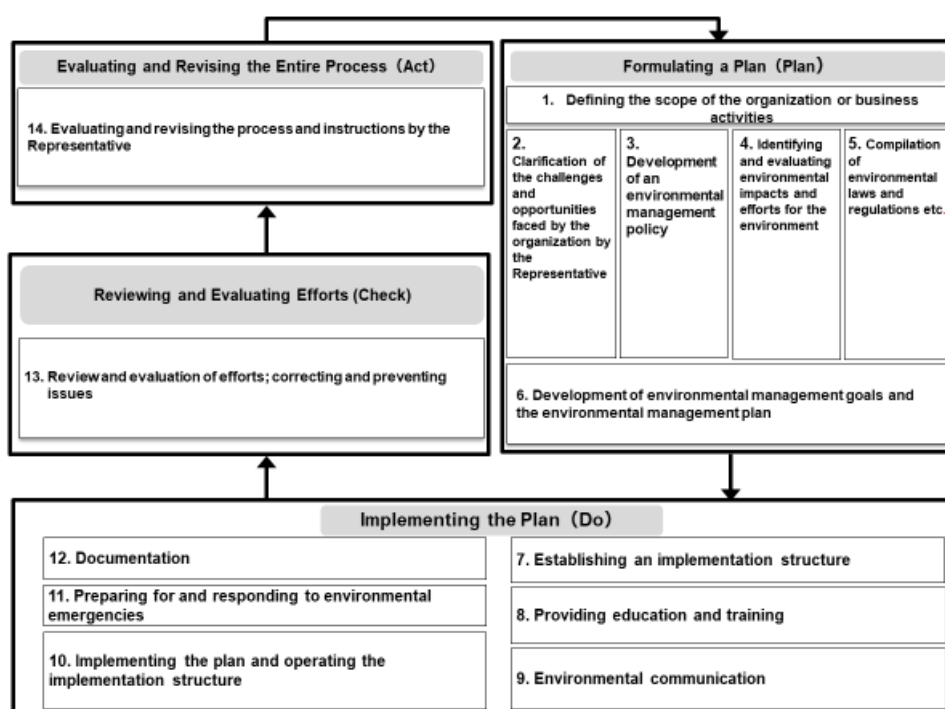 Evaluating and Revising the Entire Process (Act)
14. Evaluating and revising the process and instructions by the
Representative
Reviewing and Evaluating Efforts (Check)
13. Review and evaluation of efforts; correcting and preventing
issues
Formulating a Plan (Plan)
1. Defining the scope of the organization or business
activities
2.
Clarification of
the challenges
and
opportunities
faced by the
organization by
the
Representative
3.
Development
of an
environmental
management
policy
4. Identifying
and evaluating
environmental
impacts and
efforts for the
environment
5. Compilation
of
environmental
laws and
regulations etc.
6. Development of environmental management goals and
the environmental management plan
Implementing the Plan (Do)
12. Documentation
11. Preparing for and responding to environmental
emergencies
10. Implementing the plan and operating the
implementation structure
7. Establishing an implementation structure
8. Providing education and training
9. Environmental communication